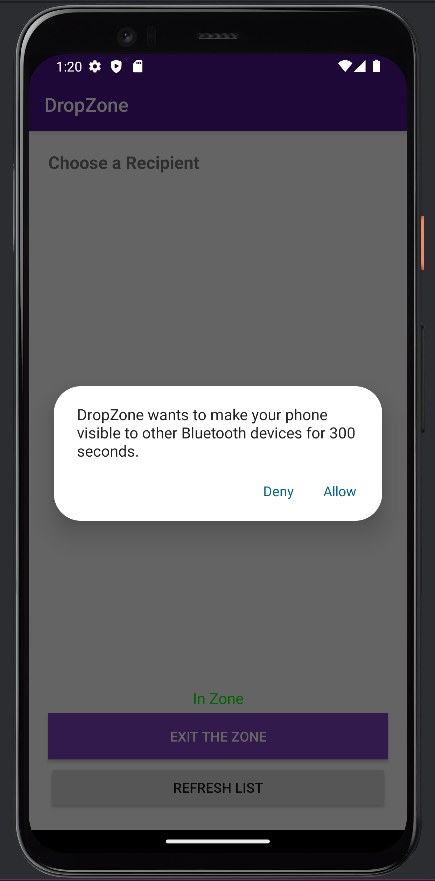 1:20
DropZone
Choose a Recipient
DropZone wants to make your phone
visible to other Bluetooth devices for 300
seconds.
Deny Allow
In Zone
EXIT THE ZONE
REFRESH LIST